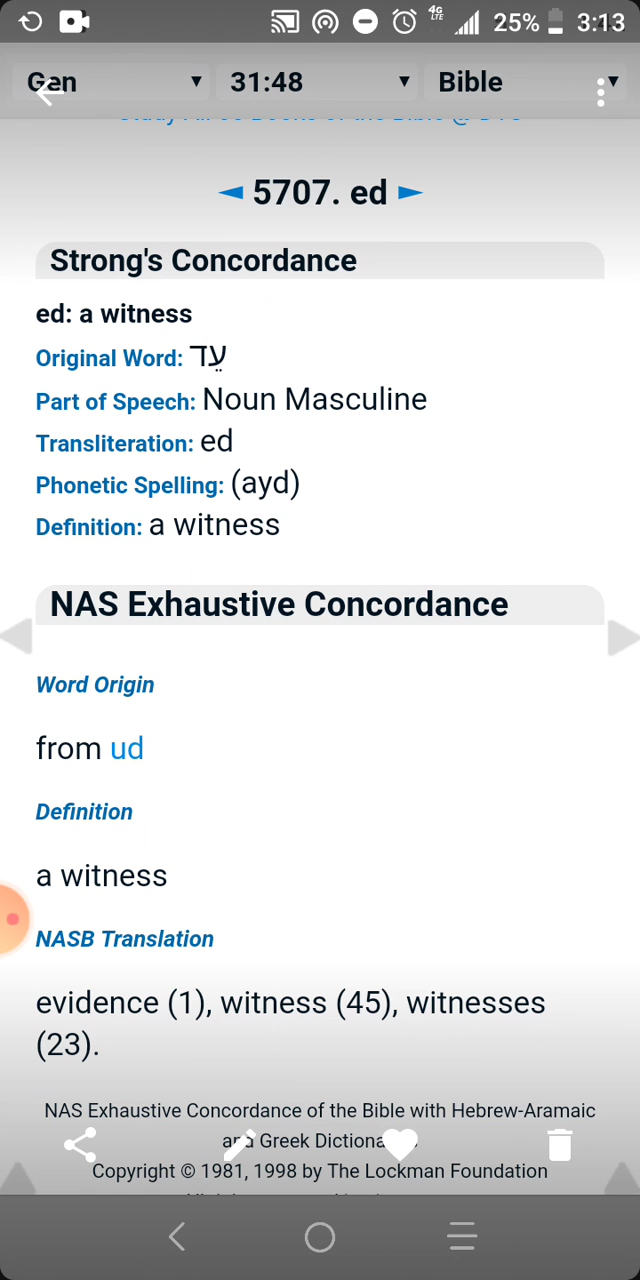 4G
LTE
25% 3:13
Gen 31:48 Bible
5707. ed
Strong's Concordance
ed: a witness
Original Word: עֵד
Part of Speech: Noun Masculine
Transliteration: ed
Phonetic Spelling: (ayd)
Definition: a witness
NAS Exhaustive Concordance
Word Origin
from ud
Definition
a witness
NASB Translation
evidence (1), witness (45), witnesses
(23).
NAS Exhaustive Concordance of the Bible with Hebrew-Aramaic
and Greek
Copyright © 1981, 1998 by The Lockman Foundation